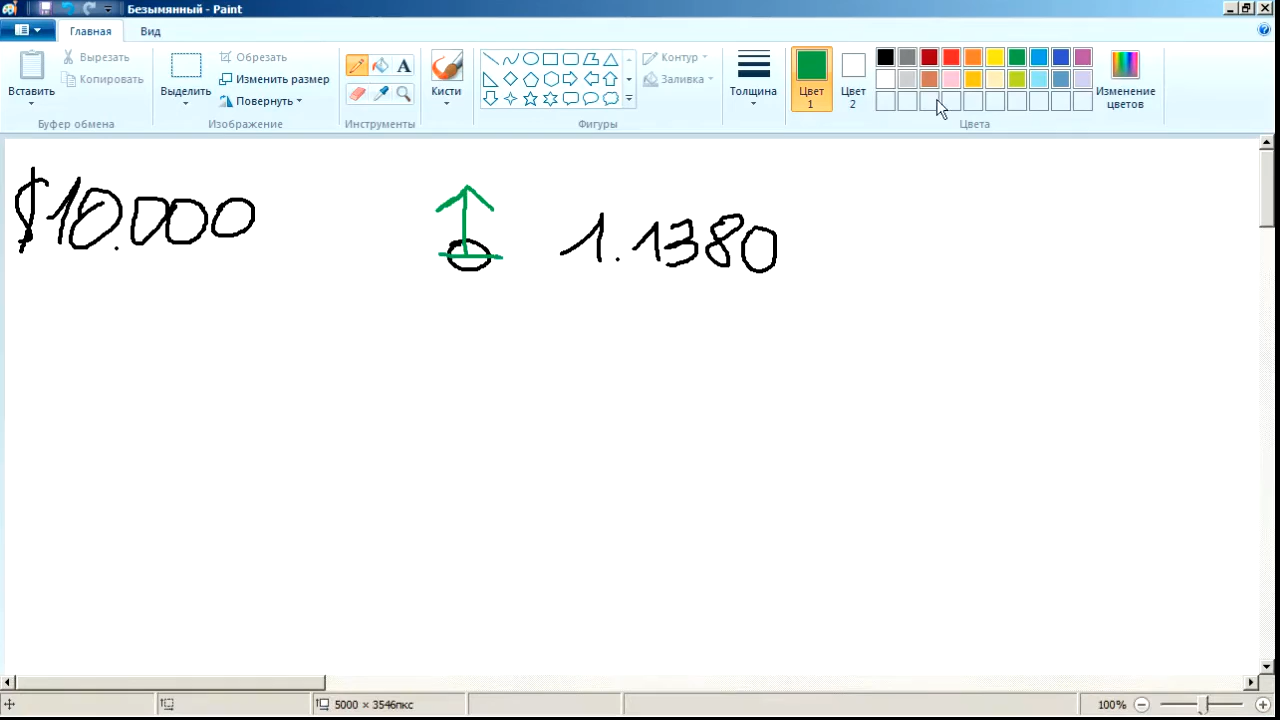 Безымянный - Paint
Главная Вид
Вырезать
Копировать
Вставить
Буфер обмена
Выделить
Обрезать
Изменить размер
Повернуть
Изображение
A
Инструменты
Кисти
Контур
Заливка
Фигуры
Толщина
Цвет
1
Цвет
2
Изменение
цветов
Цвета
$10.000
1.1380
5000 × 3546пкс
100%